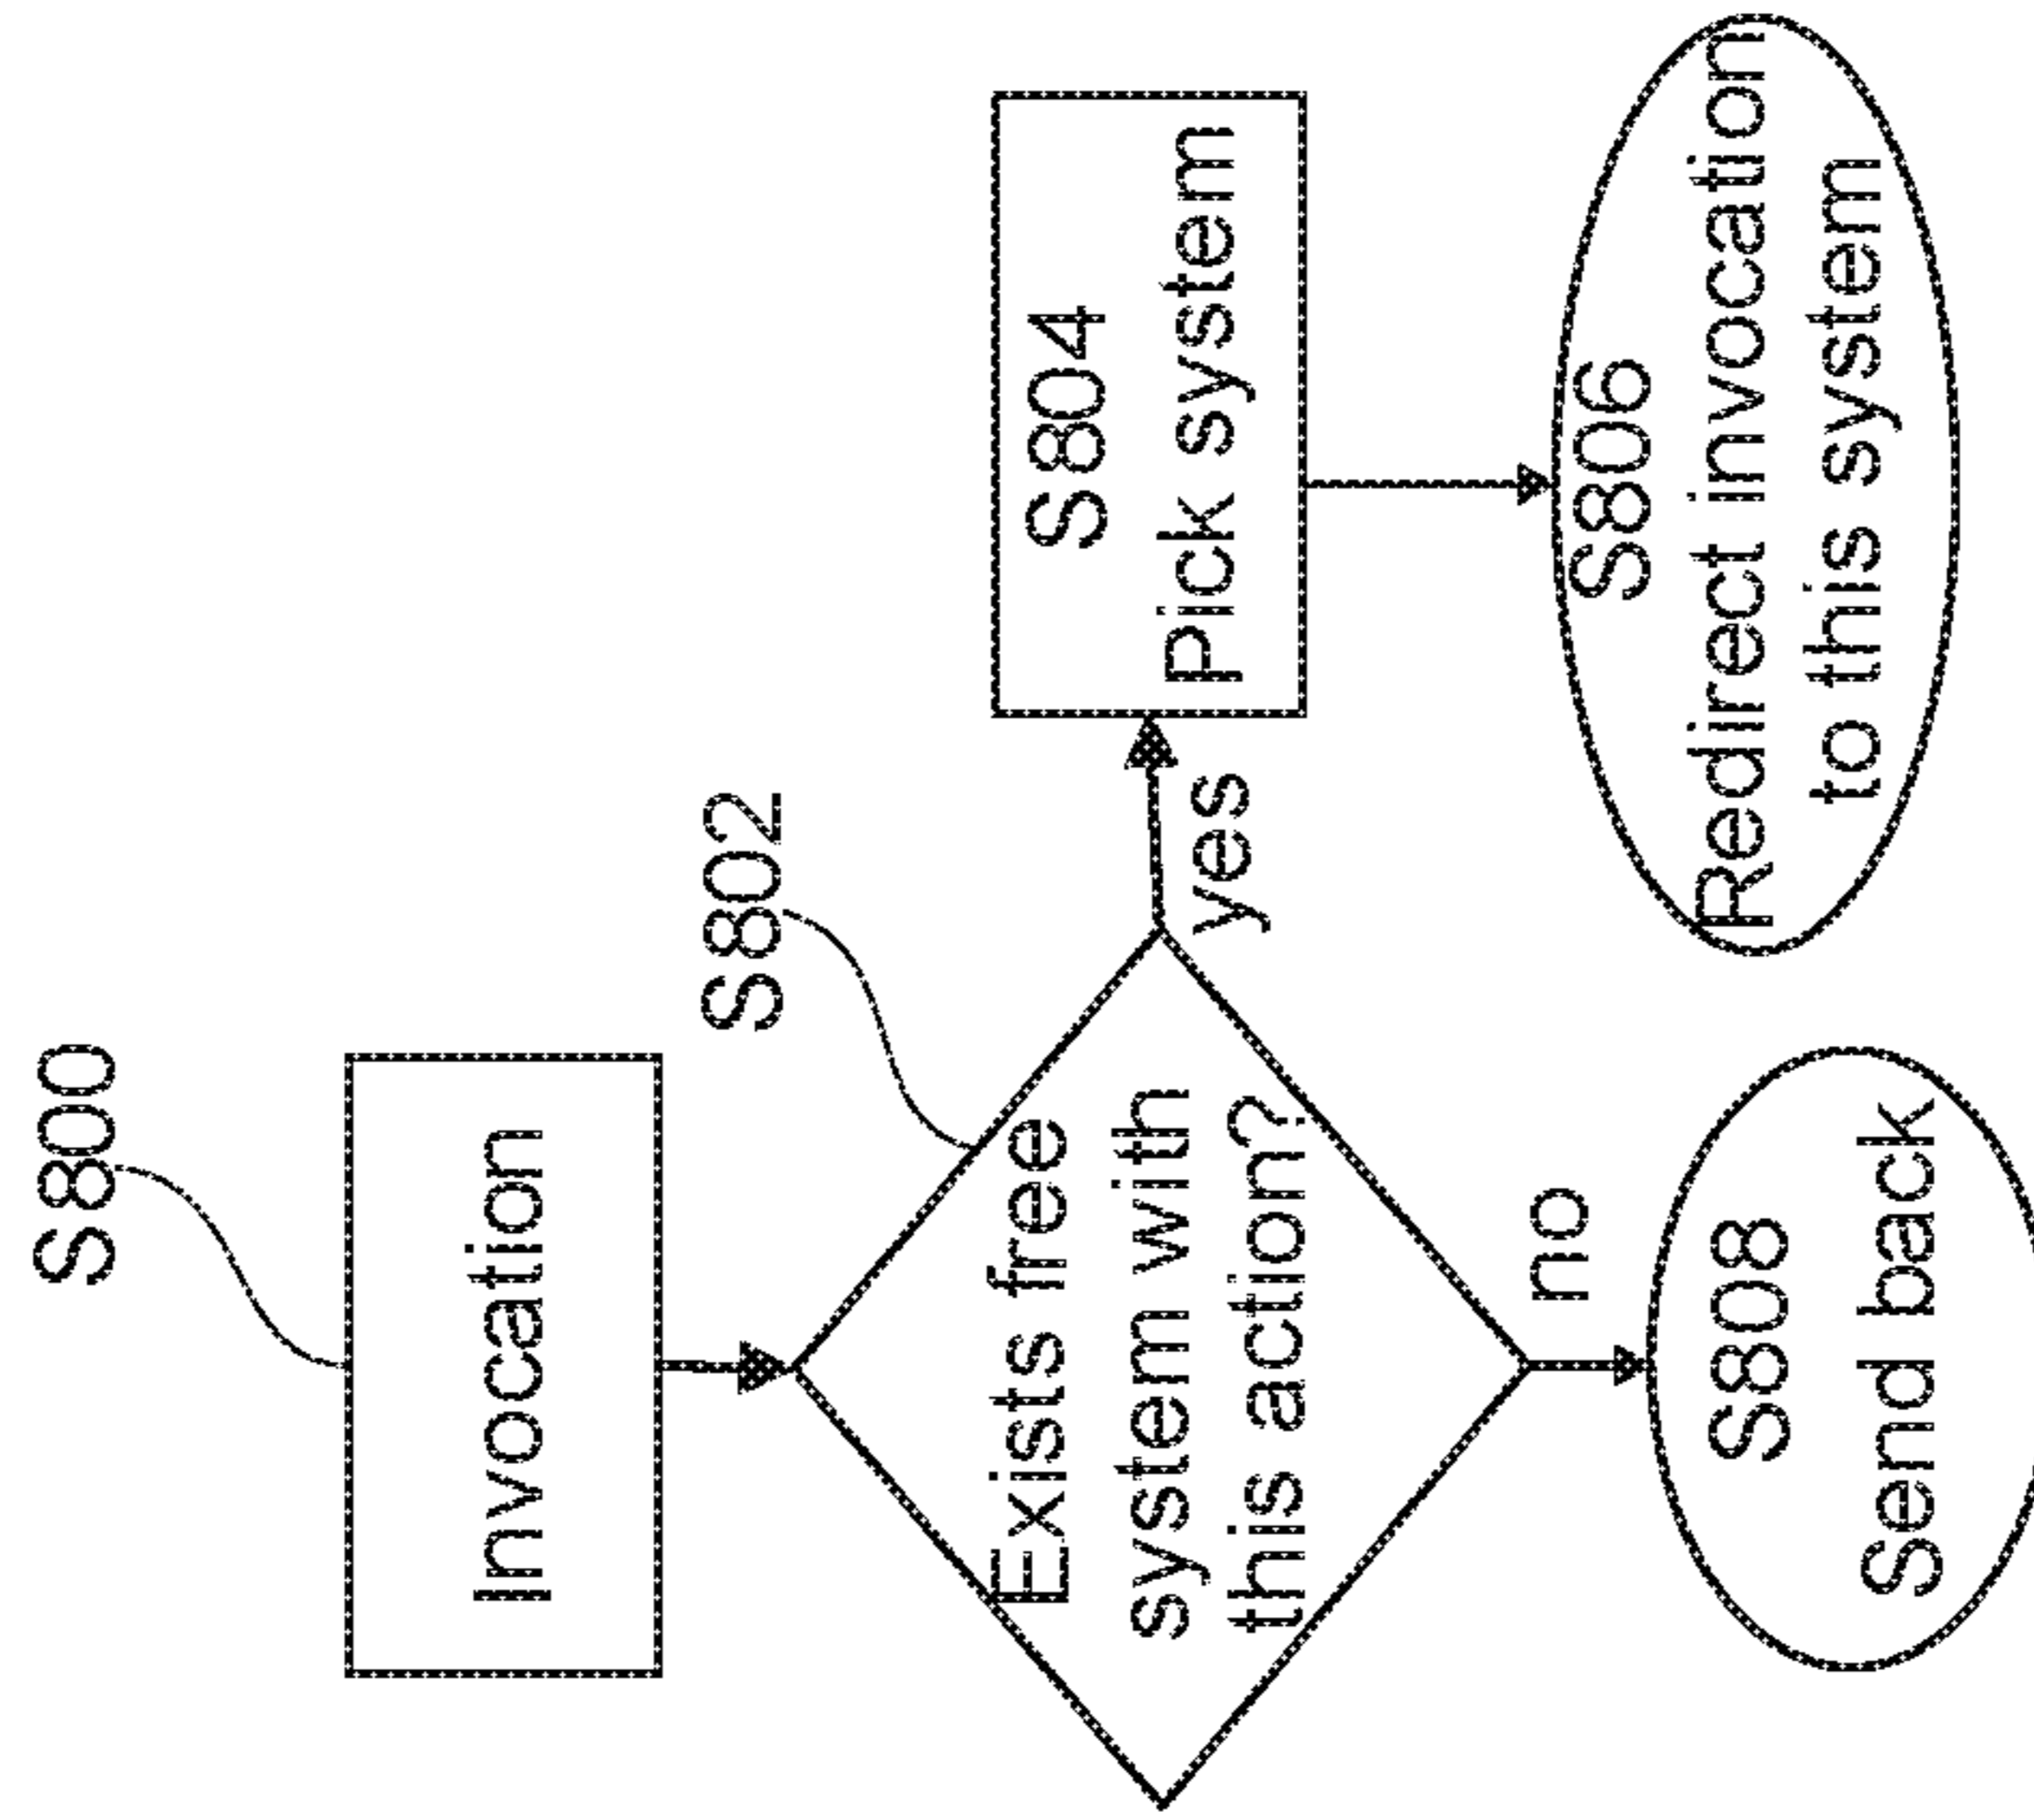 S800
Invocation
S802
Exists free
system with
this action?
yes
S804
Pick system
S806
Redirect invocation
to this system
no
S808
Send back